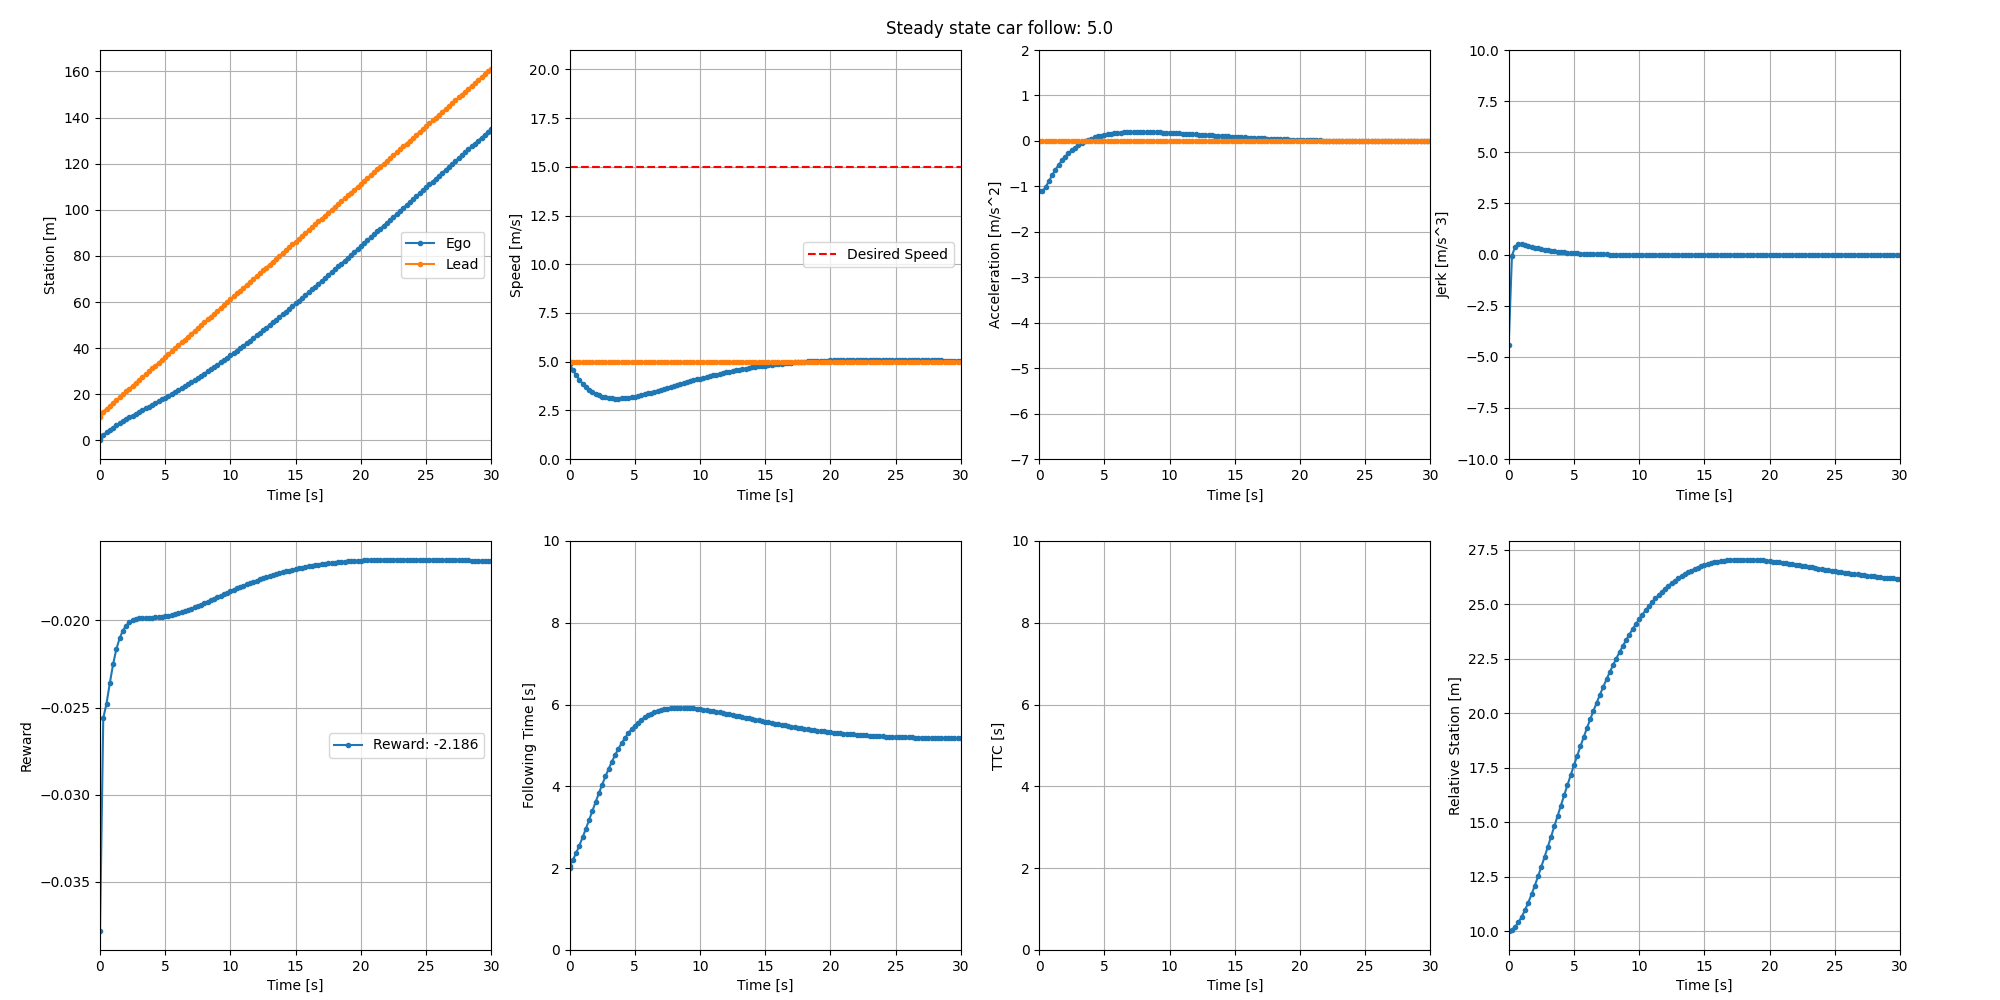 Steady state car follow: 5.0
Station [m]
160
140
120
100
80
60
40
20
0
0 5 10 15 20 25 30
Time [s]
Ego
Lead
Speed [m/s]
20.0
17.5
15.0
12.5
10.0
7.5
5.0
2.5
0.0
0 5 10 15 20 25 30
Time [s]
Desired Speed
Acceleration [m/s^2]
2
1
0
−1
−2
−3
−4
−5
−6
−7
0 5 10 15 20 25 30
Time [s]
Jerk [m/s^3]
10.0
7.5
5.0
2.5
0.0
−2.5
−5.0
−7.5
−10.0
0 5 10 15 20 25 30
Time [s]
Reward
−0.020
−0.025
−0.030
−0.035
0 5 10 15 20 25 30
Time [s]
Reward: -2.186
Following Time [s]
10
8
6
4
2
0
0 5 10 15 20 25 30
Time [s]
TTC [s]
10
8
6
4
2
0
0 5 10 15 20 25 30
Time [s]
Relative Station [m]
27.5
25.0
22.5
20.0
17.5
15.0
12.5
10.0
0 5 10 15 20 25 30
Time [s]